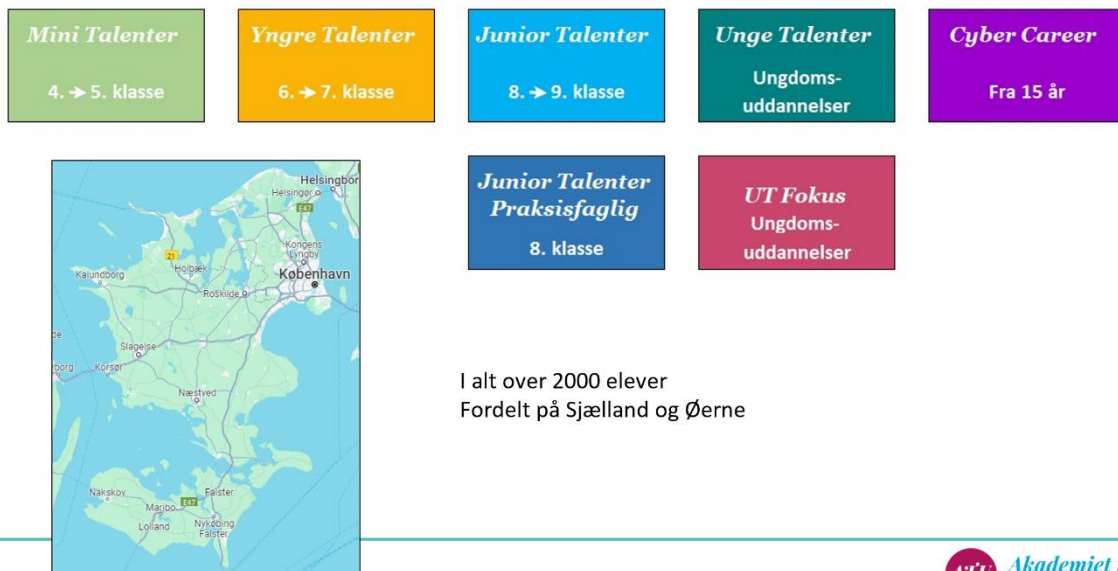 Mini Talenter
4. → 5. klasse
Yngre Talenter
6. → 7. klasse
Junior Talenter
8. → 9. klasse
Unge Talenter
Ungdoms-
uddannelser
Cyber Career
Fra 15 år
Junior Talenter
Praksisfaglig
8. klasse
UT Fokus
Ungdoms-
uddannelser
Helsingbor
Helsingør
E47
Kongens
Lyngby
21
Holbæk
Kalundborg
København
Roskilde
de
Slagelse
borg
Korsør
Næstved
Nakskov
Falster
E47
Maribo
Lolland
Nykøbing
Falster
I alt over 2000 elever
Fordelt på Sjælland og Øerne
Akademiet